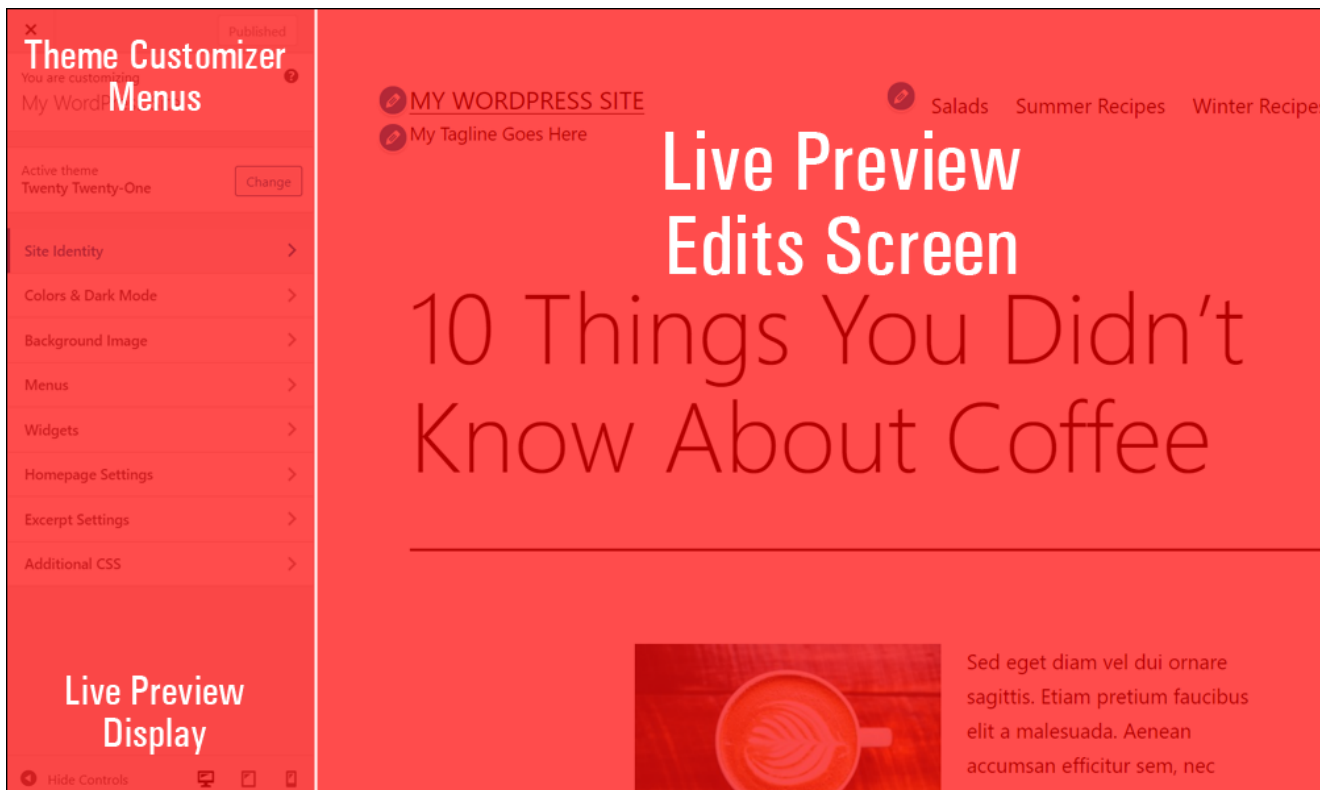 Published
Theme Customizer
You are customizing
Menus
My WordP
Active theme
Twenty Twenty-One
Change
Site Identity
Colors & Dark Mode
Background Image
Menus
Widgets
Homepage Settings
Excerpt Settings
Additional CSS
Live Preview
Display
Hide Controls
MY WORDPRESS SITE
My Tagline Goes Here
Salads Summer Recipes Winter Recipes
Live Preview
Edits Screen
10 Things You Didn't
Know About Coffee
Sed eget diam vel dui ornare
sagittis. Etiam pretium faucibus
elit a malesuada. Aenean
accumsan efficitur sem, nec